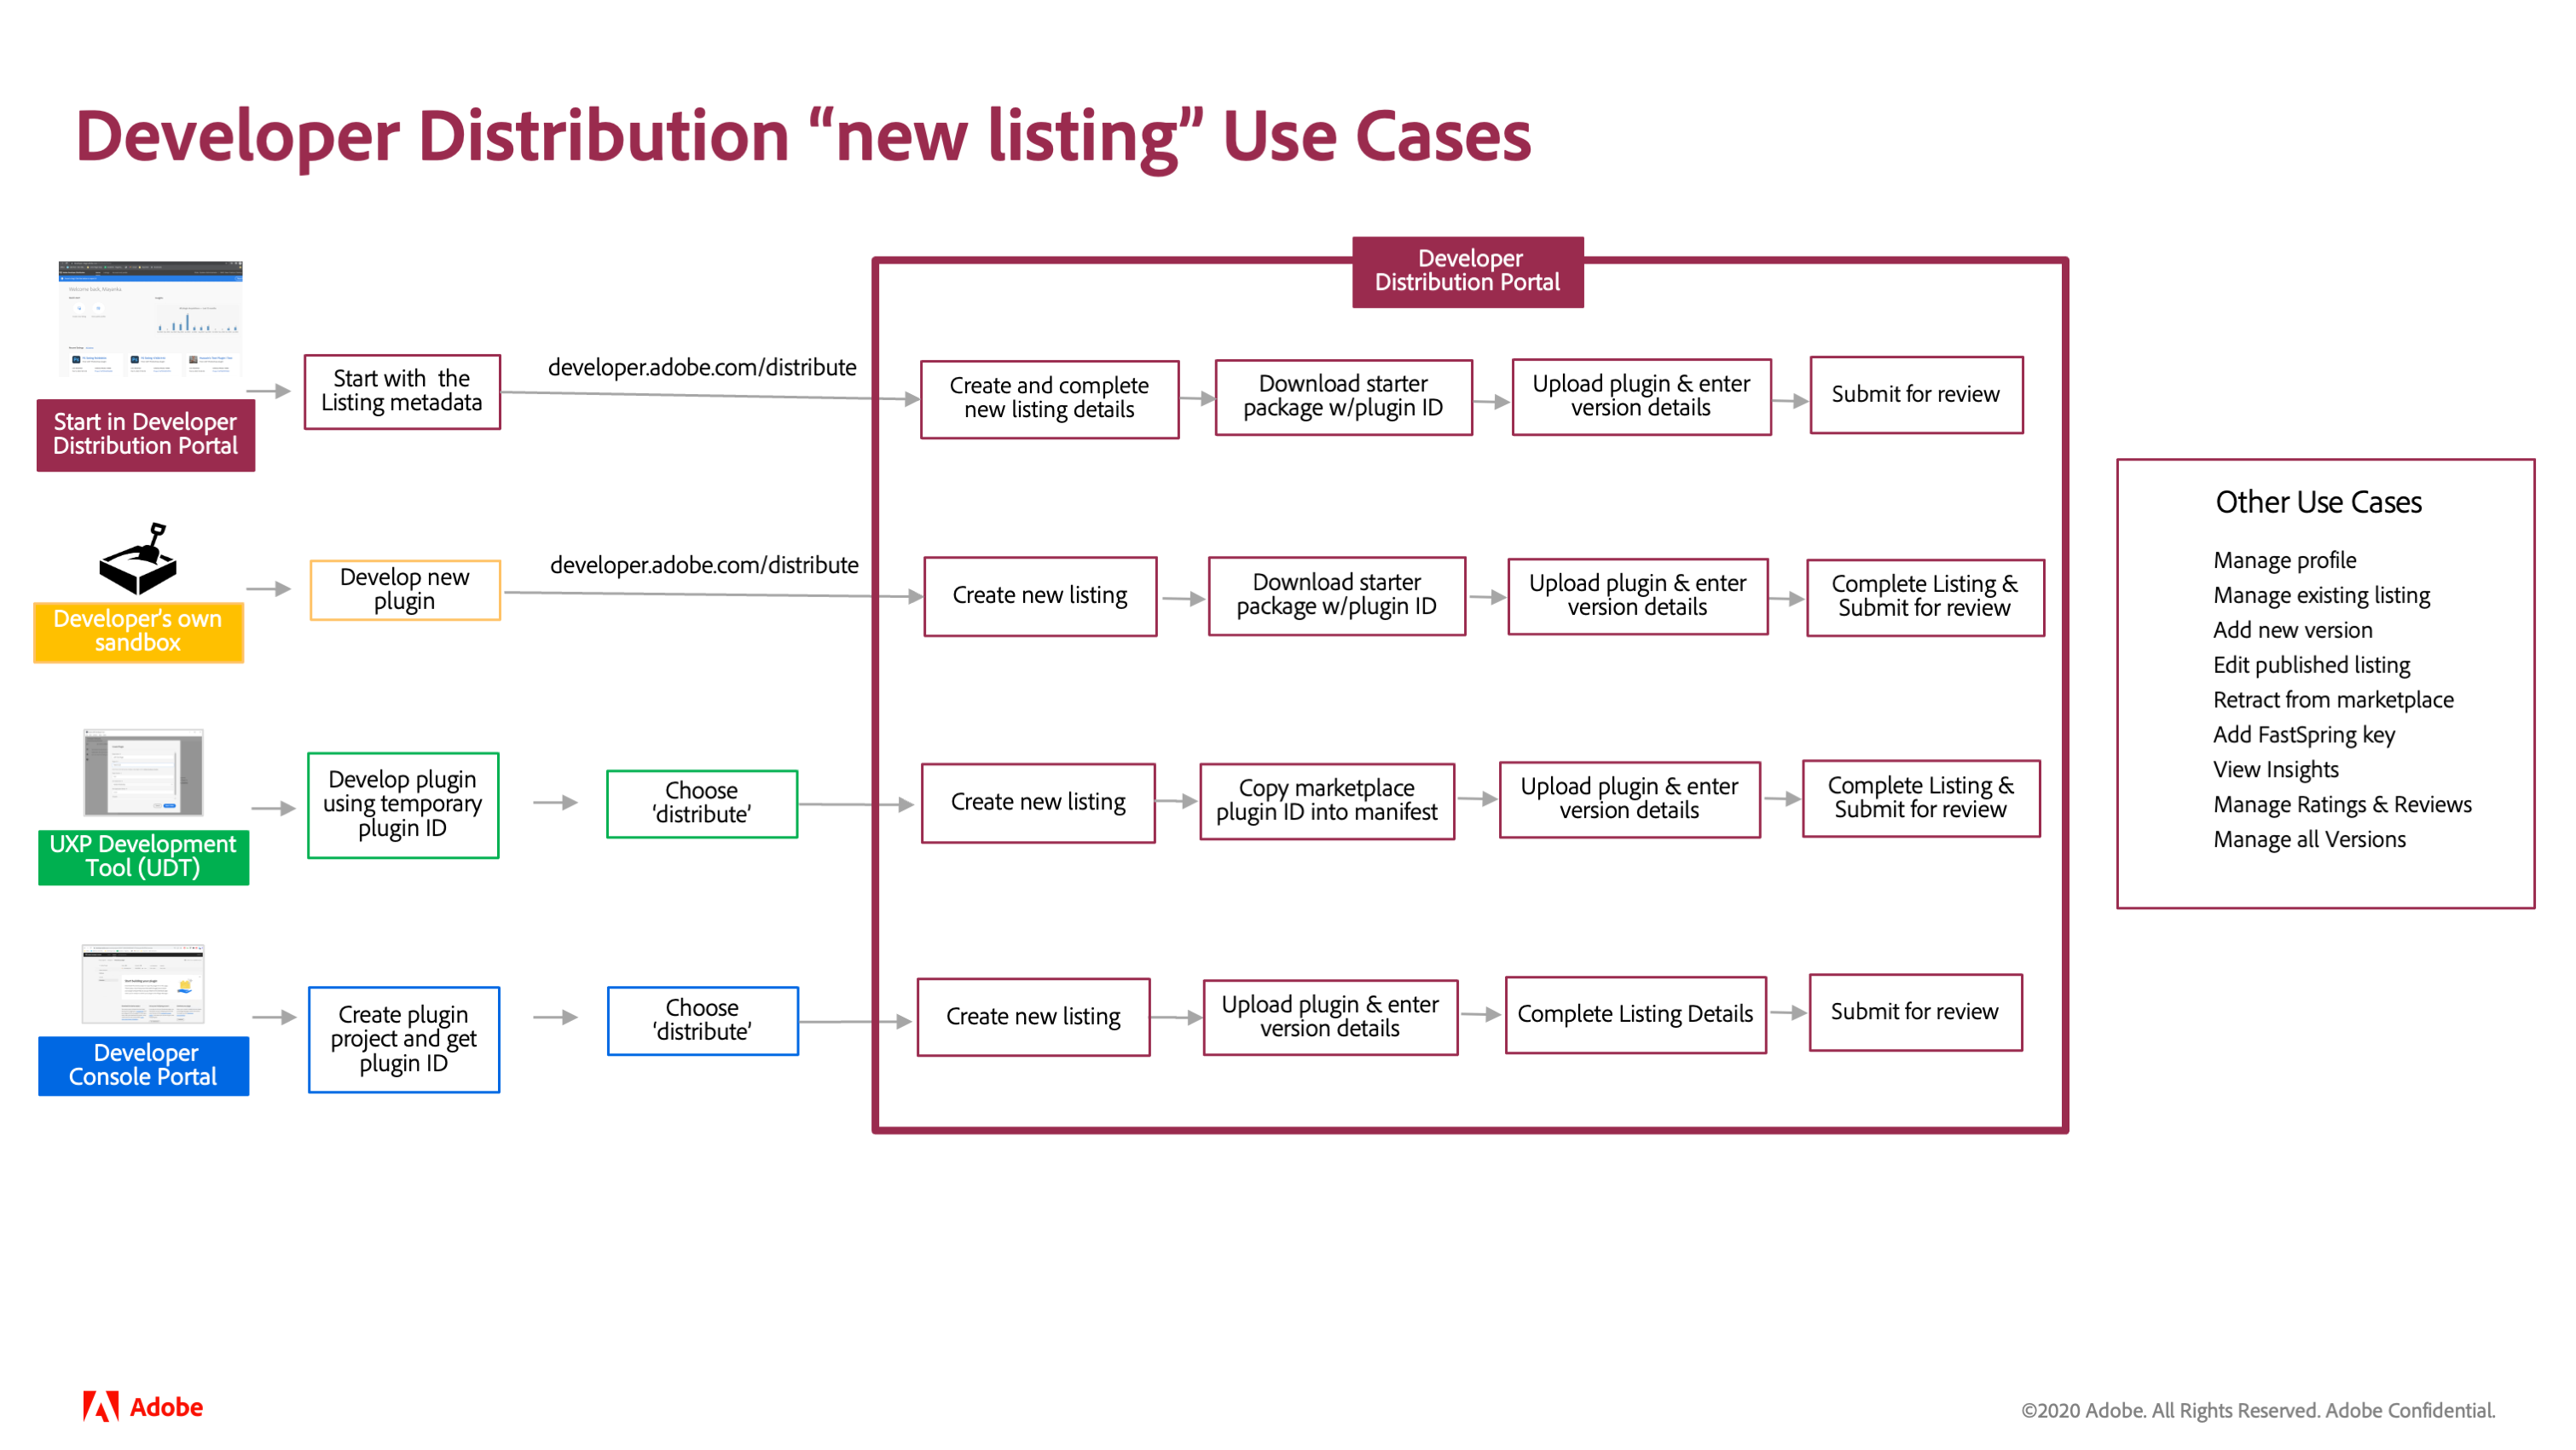 Developer Distribution “new listing” Use Cases
Developer
Distribution Portal
Welcome back,
Start in Developer
Distribution Portal
Start with  the
Listing metadata
developer.adobe.com/distribute
Create and complete
new listing details
Download starter
package w/plugin ID
Upload plugin & enter
version details
Submit for review
Developer’s own
sandbox
Develop new
plugin
developer.adobe.com/distribute
Create new listing
Download starter
package w/plugin ID
Upload plugin & enter
version details
Complete Listing &
Submit for review
UXP Development
Tool (UDT)
Develop plugin
using temporary
plugin ID
Choose
‘distribute’
Create new listing
Copy marketplace
plugin ID into manifest
Upload plugin & enter
version details
Complete Listing &
Submit for review
Developer
Console Portal
Create plugin
project and get
plugin ID
Choose
‘distribute’
Create new listing
Upload plugin & enter
version details
Complete Listing Details
Submit for review
Other Use Cases
Manage profile
Manage existing listing
Add new version
Edit published listing
Retract from marketplace
Add FastSpring key
View Insights
Manage Ratings & Reviews
Manage all Versions
Adobe
©2020 Adobe. All Rights Reserved. Adobe Confidential.